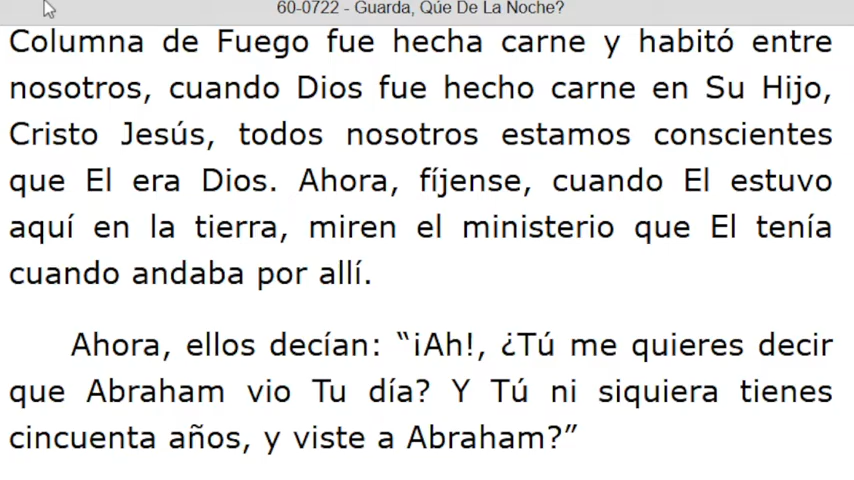 60-0722 - Guarda, Qúe De La Noche?
Columna de Fuego fue hecha carne y habitó entre
nosotros, cuando Dios fue hecho carne en Su Hijo,
Cristo Jesús, todos nosotros estamos conscientes
que El era Dios. Ahora, fíjense, cuando El estuvo
aquí en la tierra, miren el ministerio que El tenía
cuando andaba por allí.
Ahora, ellos decían: “¡Ah!, ¿Tú me quieres decir
que Abraham vio Tu día? Y Tú ni siquiera tienes
cincuenta años, y viste a Abraham?”